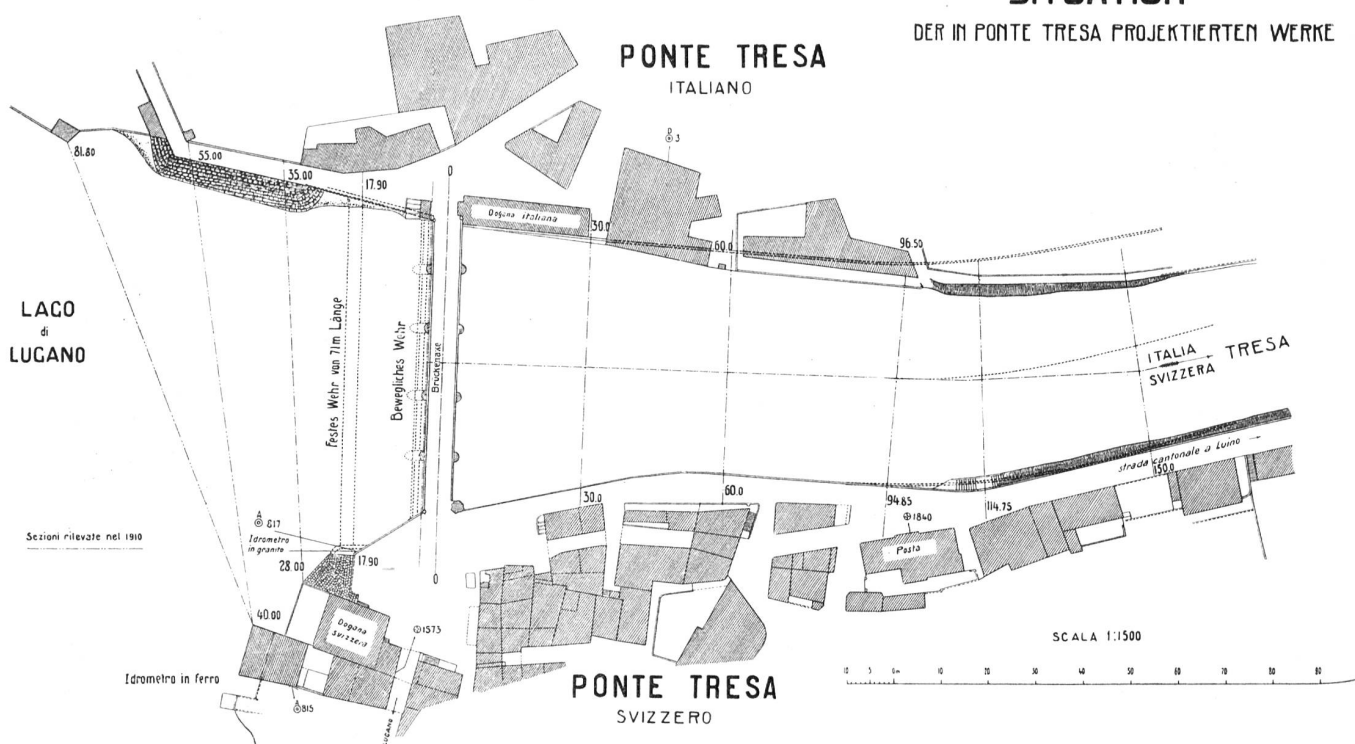 DER IN PONTE TRESA PROJEKTIERTEN WERKE
PONTE TRESA
ITALIANO
D
3
81.80
55.00
35.00
17.90
0
Dogana italiana
30.0
60.0
96.50
LAGO
di
LUGANO
Festes Wehr von 71m Länge
Bewegliches Wehr
Brückenaxe
ITALIA
SVIZZERA
TRESA
strada cantonale a Luino
150.0
30.0
60.0
94.85
114.75
A
817
Idrometro
in granito
Sezioni rilevate nel 1910
28.00
17.90
0
1840
Posta
40.00
Dogana
svizzera
1573
SCALA 1:1500
Idrometro in ferro
A
815
LUGANO
PONTE TRESA
SVIZZERO
10 5 0m 10 20 30 40 50 60 70 80 90